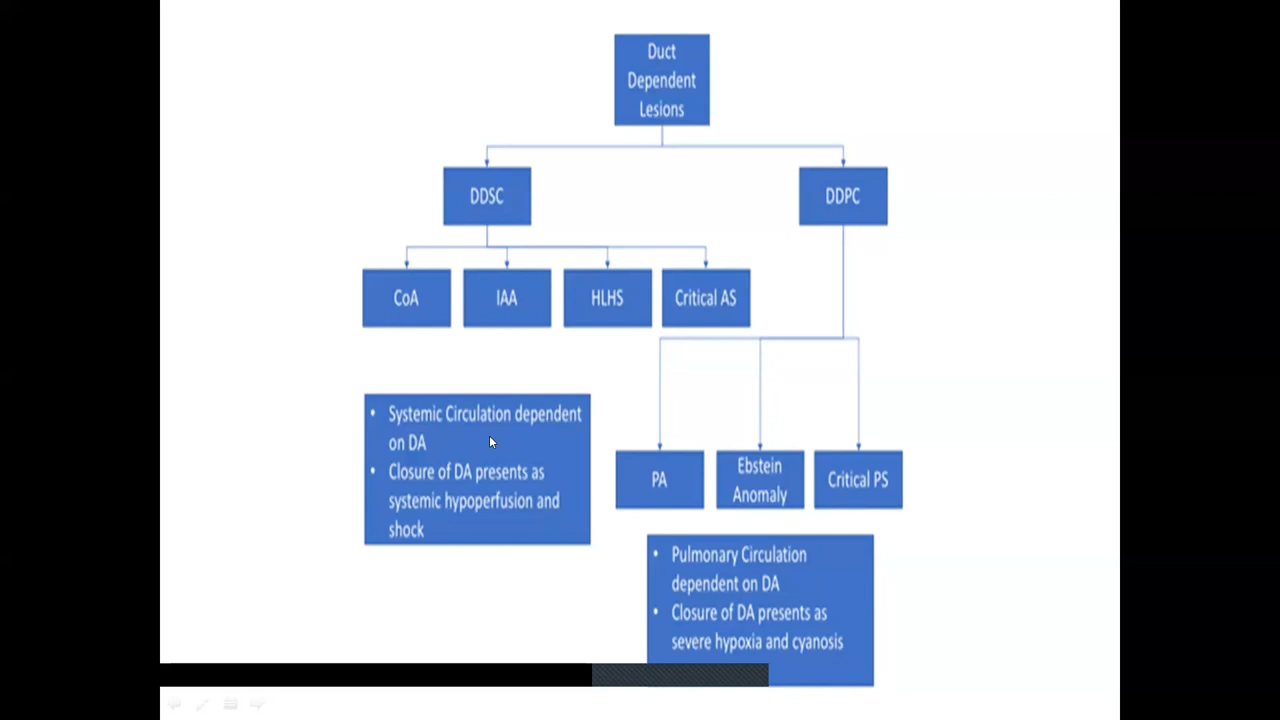 Duct
Dependent
Lesions
DDSC
DDPC
CoA
IAA
HLHS
Critical AS
• Systemic Circulation dependent
on DA
• Closure of DA presents as
systemic hypoperfusion and
shock
PA
Ebstein
Anomaly
Critical PS
• Pulmonary Circulation
dependent on DA
• Closure of DA presents as
severe hypoxia and cyanosis